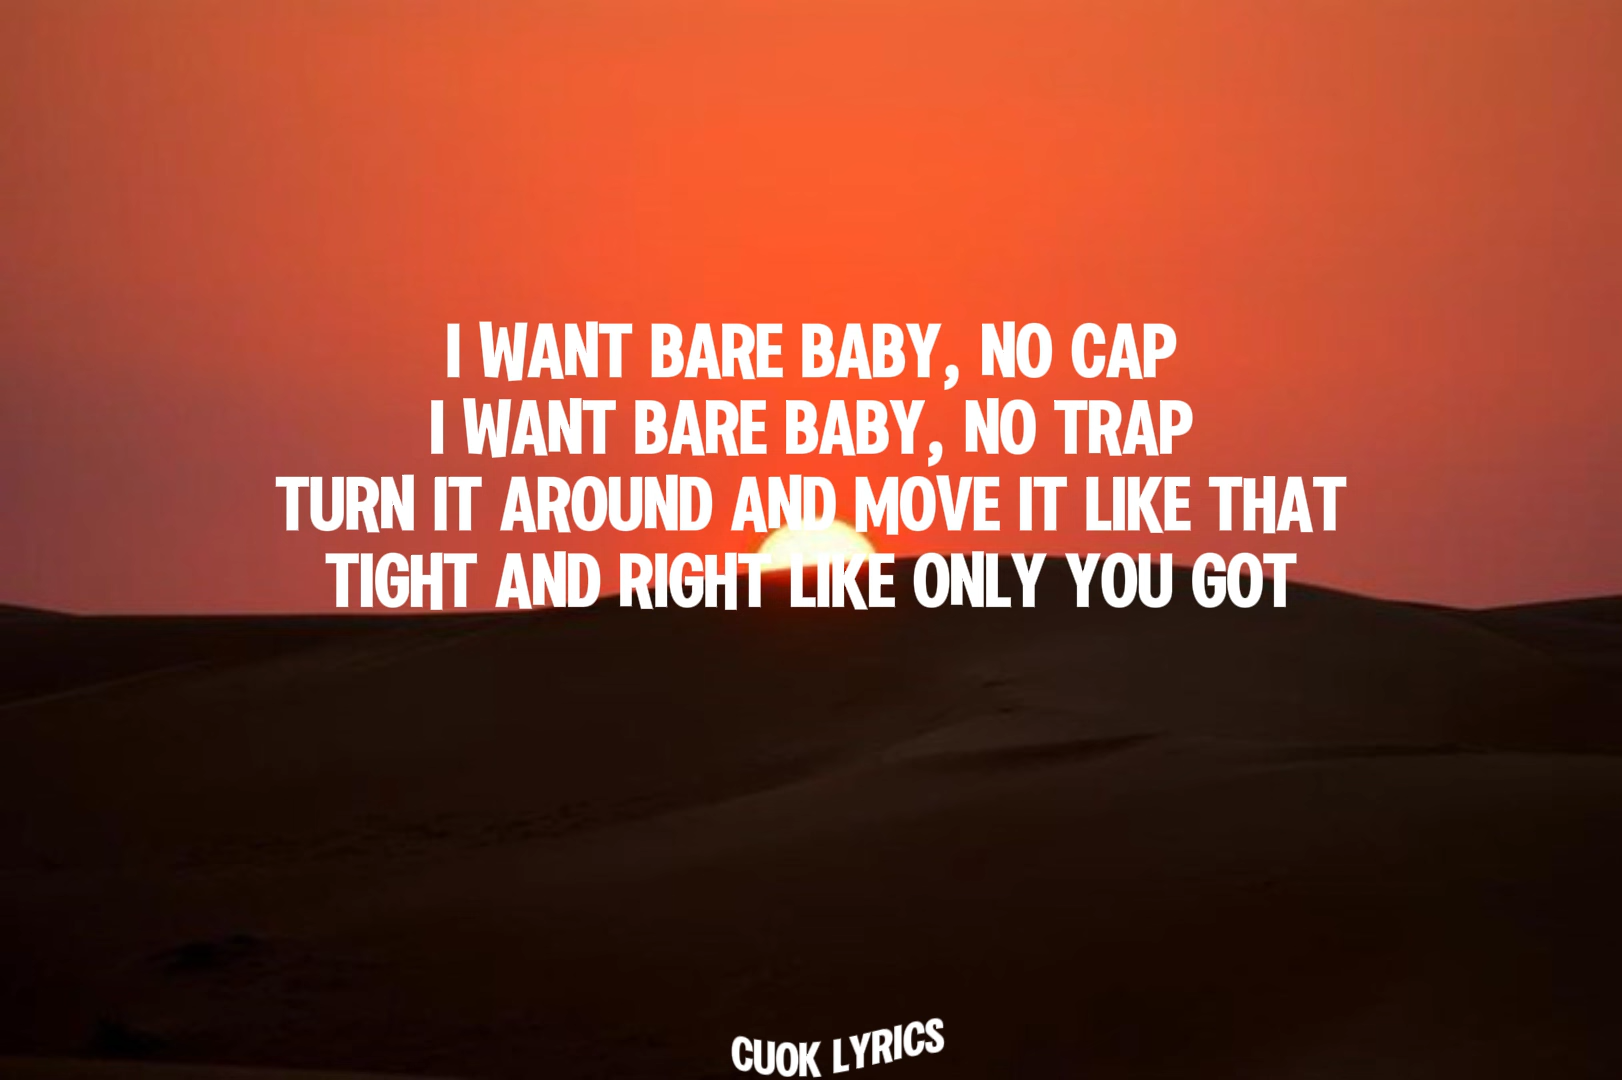 I WANT BARE BABY, NO CAP
I WANT BARE BABY, NO TRAP
TURN IT AROUND AND MOVE IT LIKE THAT
TIGHT AND RIGHT LIKE ONLY YOU GOT
CUOK LYRICS